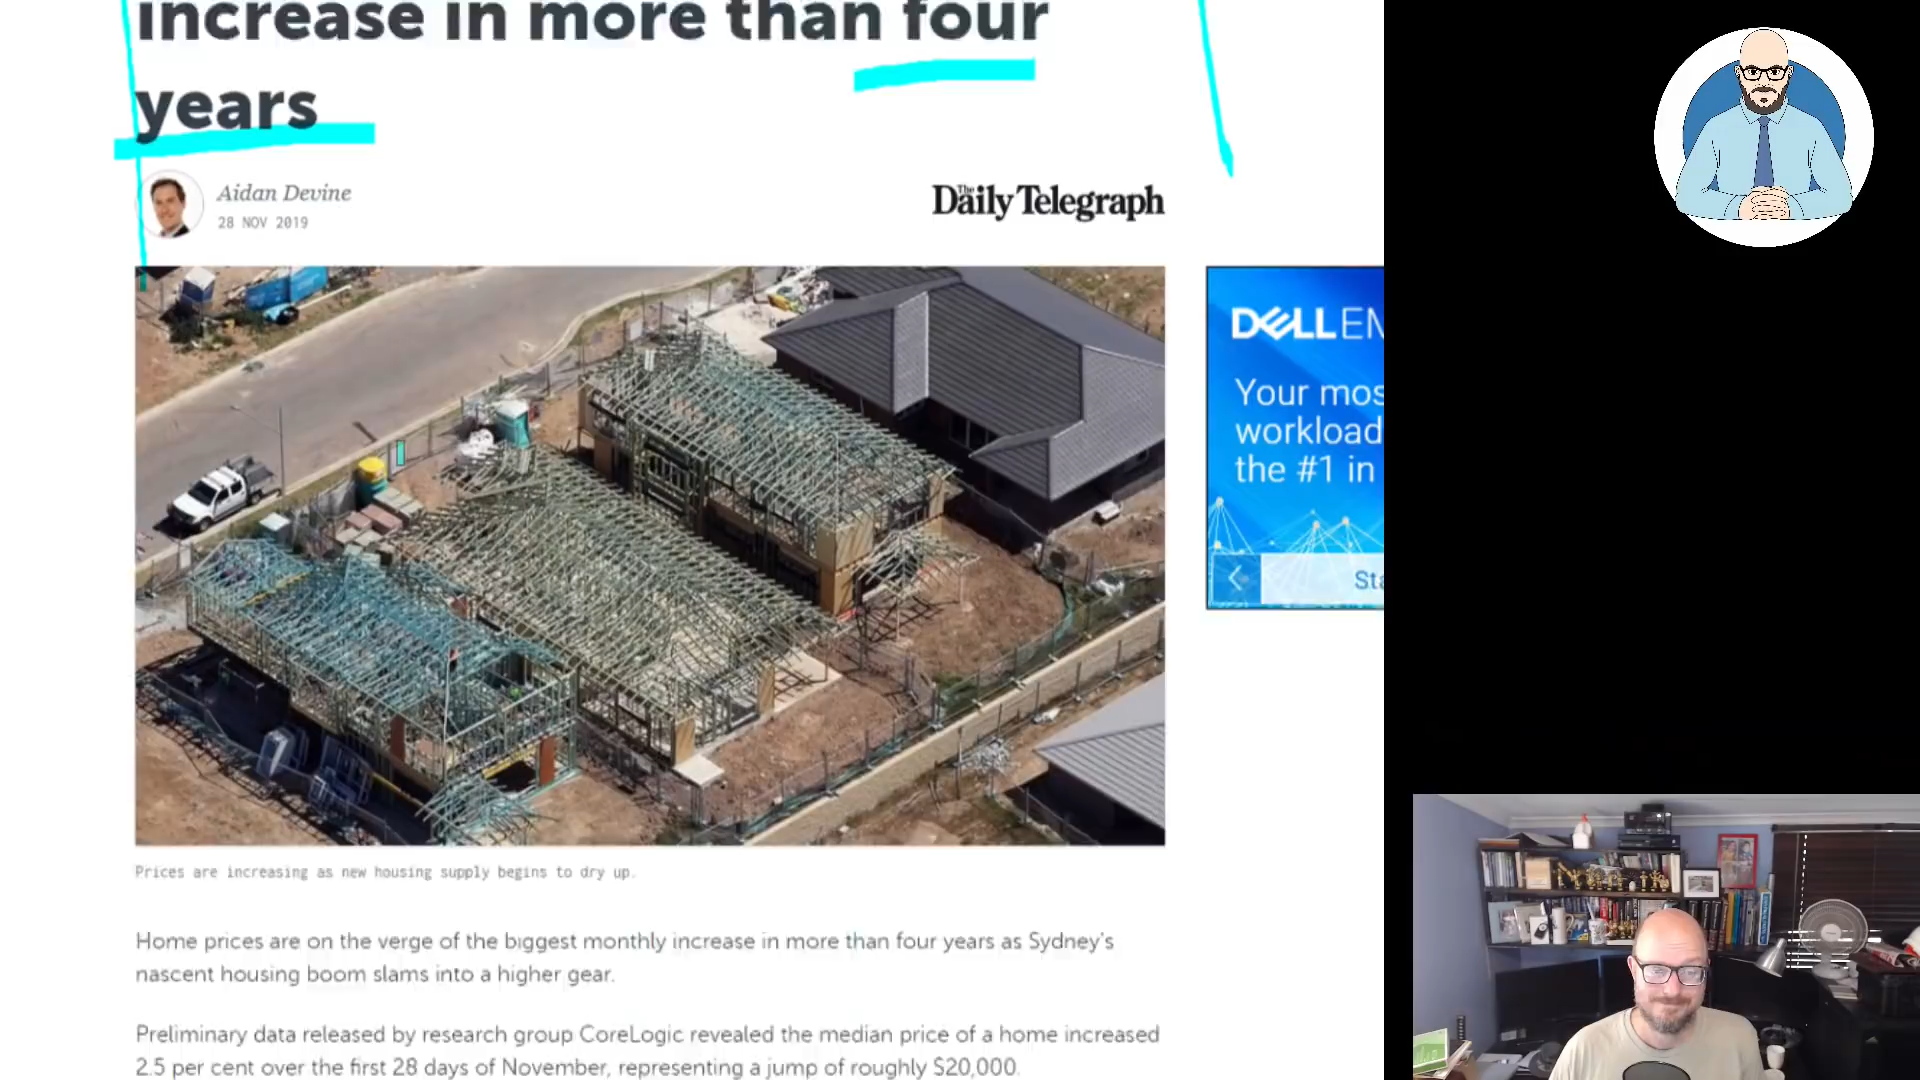 increase in more than four
years
Aidan Devine
28 NOV 2019
The Daily Telegraph
DELL EM
Your mos
workload
the #1 in
Sta
Prices are increasing as new housing supply begins to dry up.
Home prices are on the verge of the biggest monthly increase in more than four years as Sydney's
nascent housing boom slams into a higher gear.
Preliminary data released by research group CoreLogic revealed the median price of a home increased
2.5 per cent over the first 28 days of November, representing a jump of roughly $20,000.